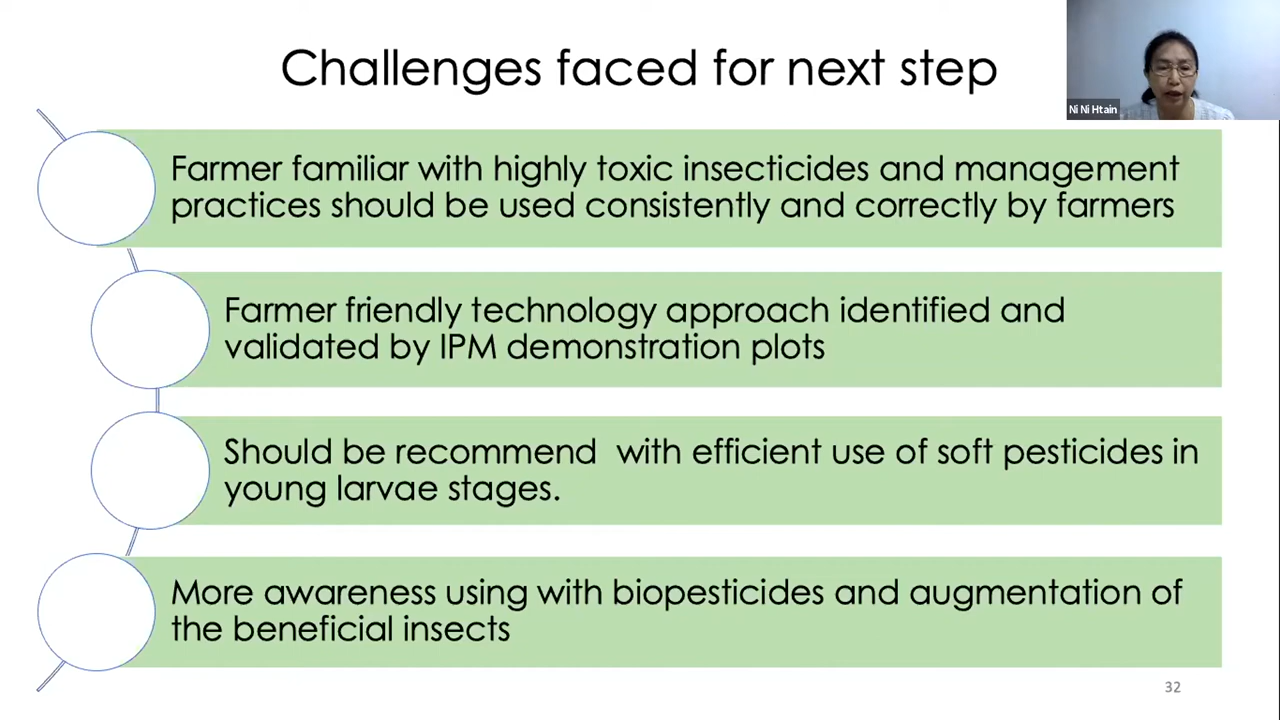 Challenges faced for next step
Ni Ni Htain
Farmer familiar with highly toxic insecticides and management
practices should be used consistently and correctly by farmers
Farmer friendly technology approach identified and
validated by IPM demonstration plots
Should be recommend  with efficient use of soft pesticides in
young larvae stages.
More awareness using with biopesticides and augmentation of
the beneficial insects
32